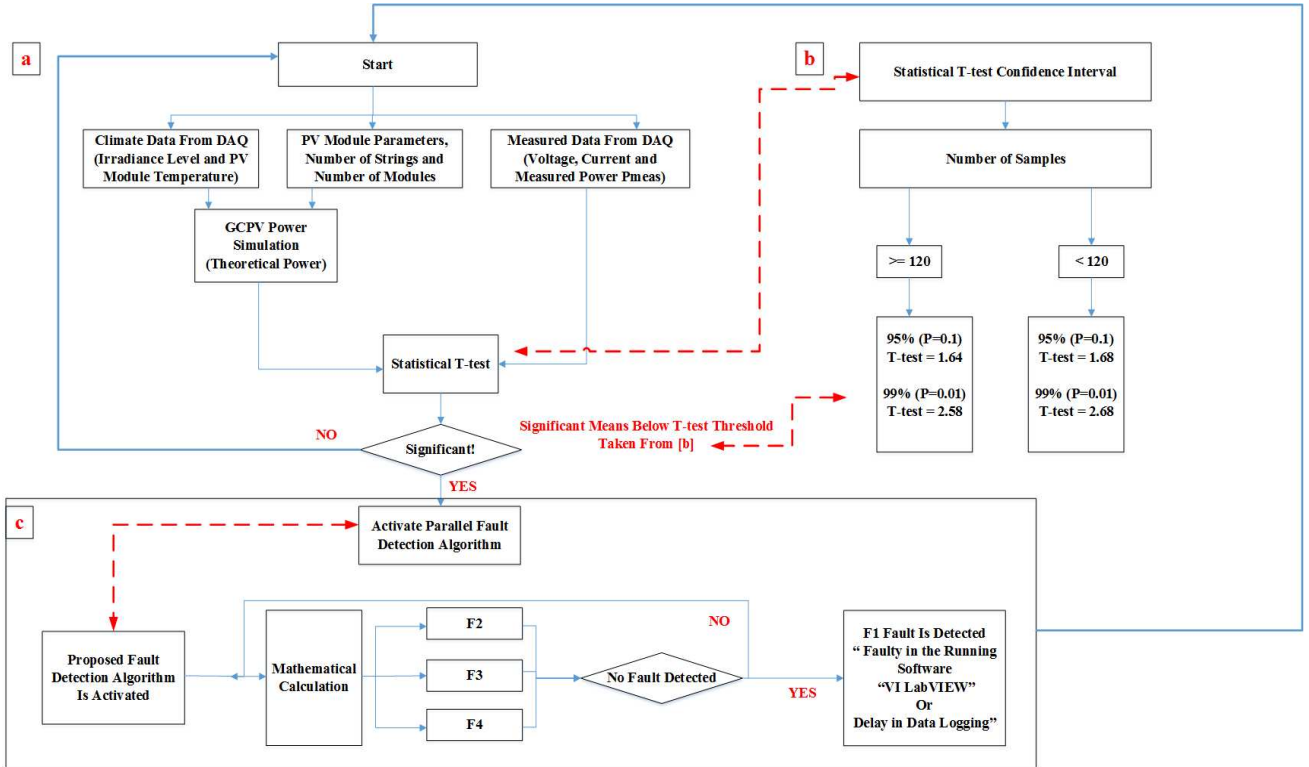 a
Start
Climate Data From DAQ
(Irradiance Level and PV
Module Temperature)
PV Module Parameters,
Number of Strings and
Number of Modules
Measured Data From DAQ
(Voltage, Current and
Measured Power Pmeas)
GCPV Power
Simulation
(Theoretical Power)
Statistical T-test
Significant!
NO
YES
b
Statistical T-test Confidence Interval
Number of Samples
>= 120
< 120
95% (P=0.1)
T-test = 1.64
99% (P=0.01)
T-test = 2.58
95% (P=0.1)
T-test = 1.68
99% (P=0.01)
T-test = 2.68
Significant Means Below T-test Threshold
Taken From [b]
c
Activate Parallel Fault
Detection Algorithm
Proposed Fault
Detection Algorithm
Is Activated
Mathematical
Calculation
F2
F3
F4
No Fault Detected
NO
YES
F1 Fault Is Detected
“ Faulty in the Running
Software
“VI LabVIEW”
Or
Delay in Data Logging”